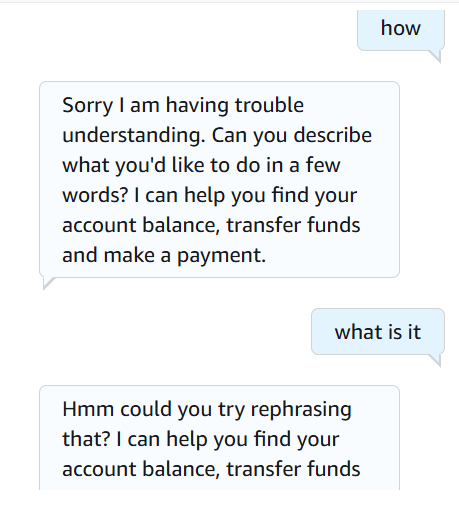 how
Sorry I am having trouble
understanding. Can you describe
what you'd like to do in a few
words? I can help you find your
account balance, transfer funds
and make a payment.
what is it
Hmm could you try rephrasing
that? I can help you find your
account balance, transfer funds